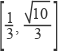 [1/3, √10/3]